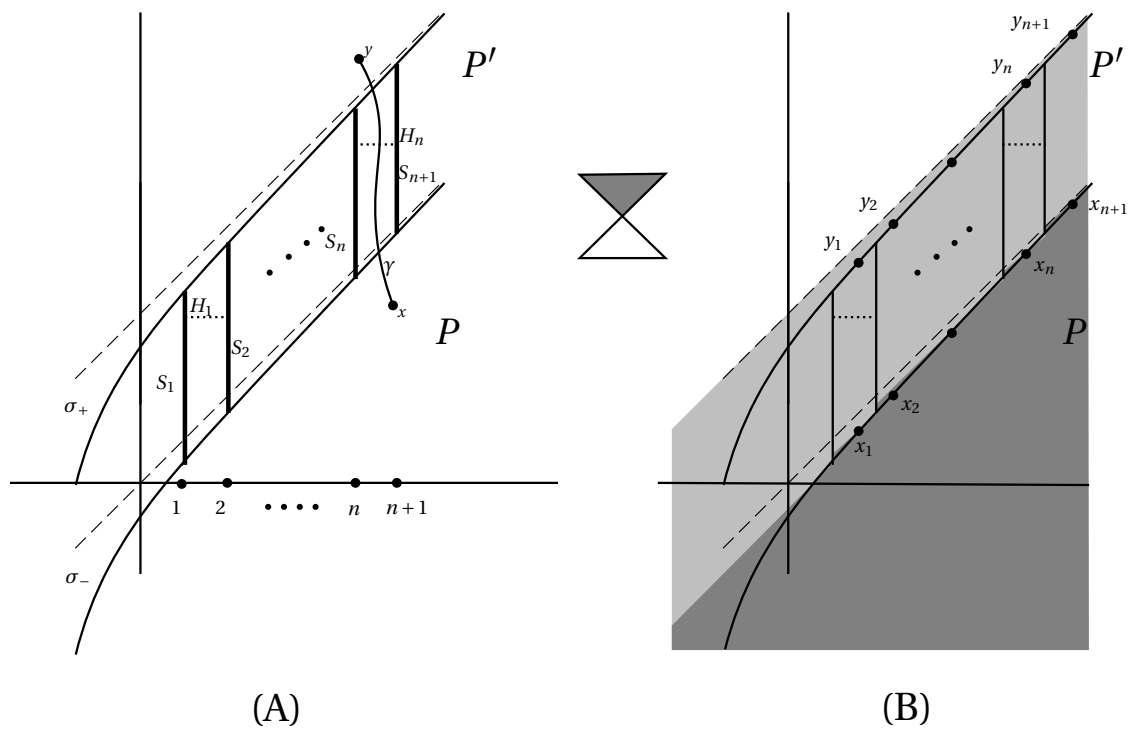 y
P′
H_n
S_{n+1}
S_n
γ
x
H_1
P
S_2
S_1
σ_+
1
2
n
n+1
σ_−
(A)
y_{n+1}
P′
y_n
x_{n+1}
y_2
y_1
x_n
P
x_2
x_1
(B)